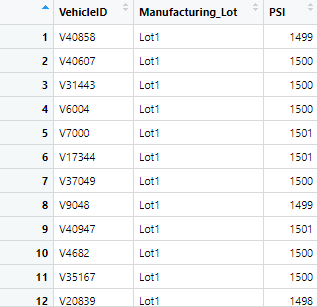 VehicleID Manufacturing_Lot PSI
1 V40858 Lot1 1499
2 V40607 Lot1 1500
3 V31443 Lot1 1500
4 V6004 Lot1 1500
5 V7000 Lot1 1501
6 V17344 Lot1 1501
7 V37049 Lot1 1500
8 V9048 Lot1 1499
9 V40947 Lot1 1501
10 V4682 Lot1 1500
11 V35167 Lot1 1500
12 V20839 Lot1 1498